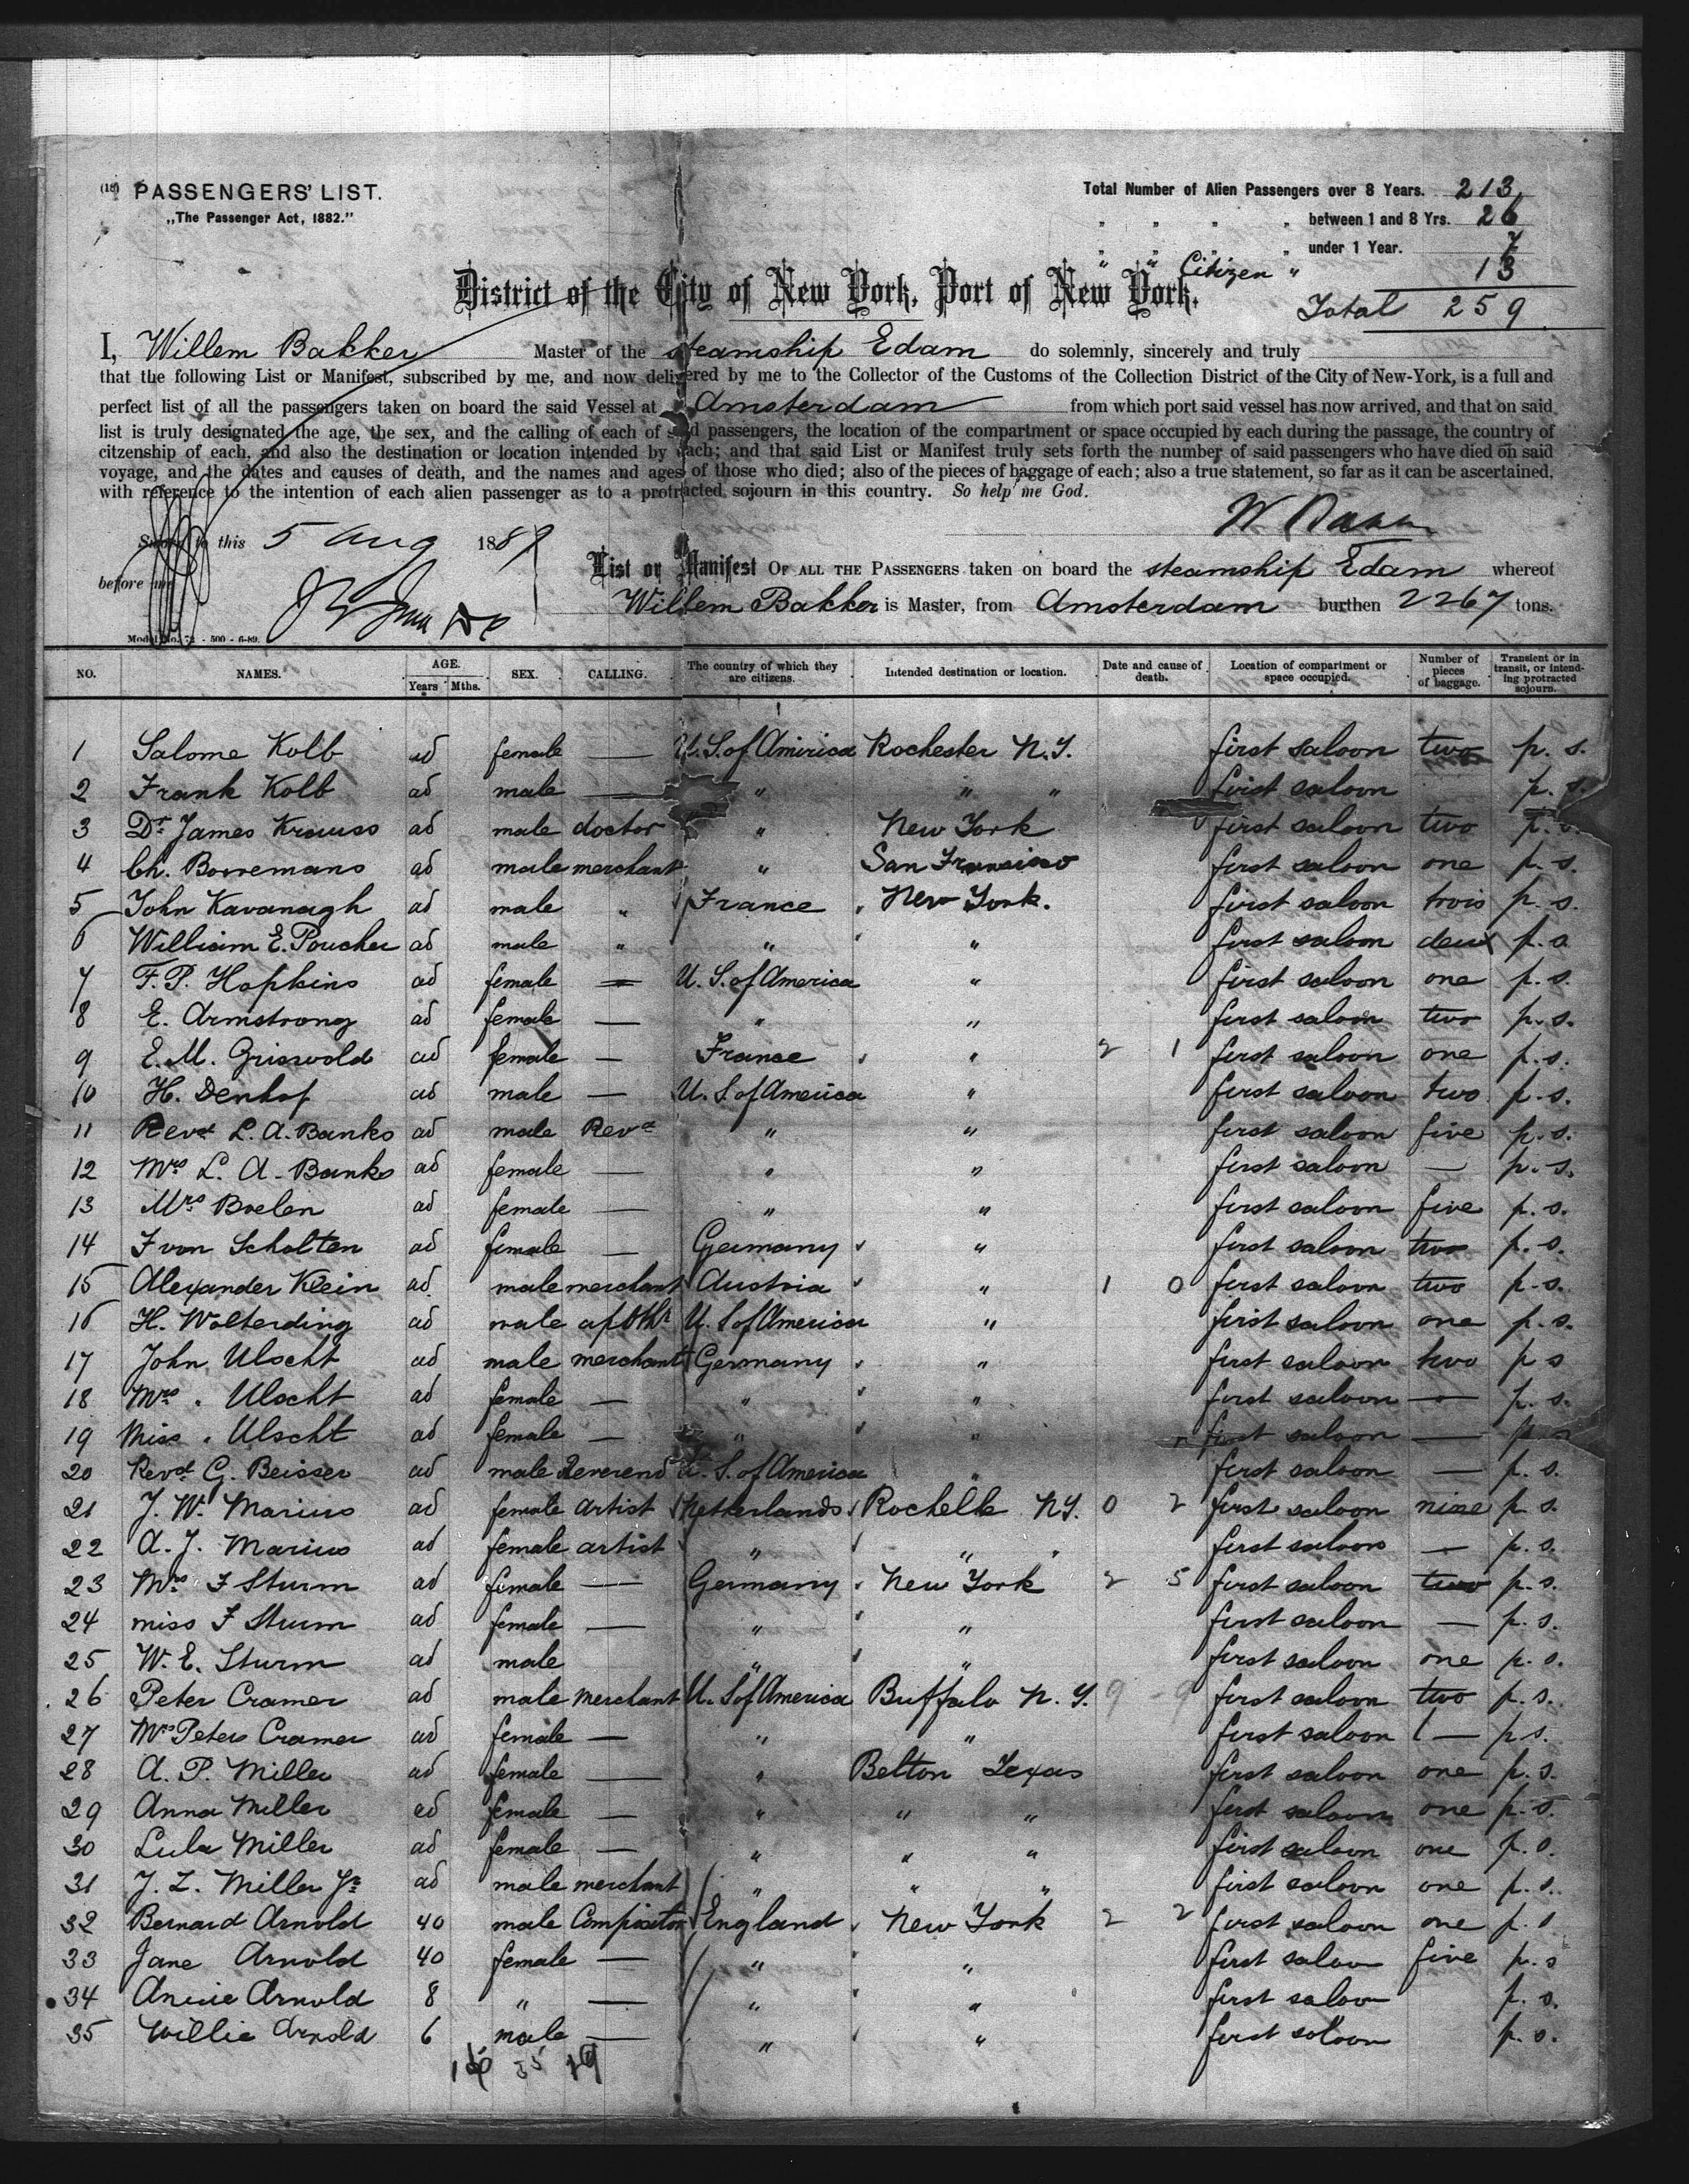 (18) PASSENGERS' LIST.
„The Passenger Act, 1882."
Total Number of Alien Passengers over 8 Years. 213
" " " " between 1 and 8 Yrs. 26
" " " " under 1 Year. 7
" " Citizen " 13
Total 259
District of the City of New York, Port of New York.
I, Willem Bakker Master of the steamship Edam do solemnly, sincerely and truly
that the following List or Manifest, subscribed by me, and now delivered by me to the Collector of the Customs of the Collection District of the City of New-York, is a full and
perfect list of all the passengers taken on board the said Vessel at Amsterdam from which port said vessel has now arrived, and that on said
list is truly designated the age, the sex, and the calling of each of said passengers, the location of the compartment or space occupied by each during the passage, the country of
citzenship of each, and also the destination or location intended by each; and that said List or Manifest truly sets forth the number of said passengers who have died on said
voyage, and the dates and causes of death, and the names and ages of those who died; also of the pieces of baggage of each; also a true statement, so far as it can be ascertained,
with reference to the intention of each alien passenger as to a protracted sojourn in this country. So help me God.
Sworn to this 5 Aug 1889
before me
List or Manifest OF ALL THE PASSENGERS taken on board the steamship Edam whereof
Willem Bakker is Master, from Amsterdam burthen 2267 tons.
Model No. 72 - 500 - 6-89.
NO. NAMES. AGE. Years Mths. SEX. CALLING. The country of which they are citizens. Intended destination or location. Date and cause of death. Location of compartment or space occupied. Number of pieces of baggage. Transient or in transit, or intending protracted sojourn.
1 Salome Kolb ad female — U.S. of America Rochester N.Y. first saloon two p. s.
2 Frank Kolb ad male — " " " first saloon p. s.
3 Dr James Krauss ad male doctor " New York first saloon two p. s.
4 Ch. Borremans ad male merchant " San Francisco first saloon one p. s.
5 John Kavanagh ad male " France New York. first saloon trois p. s.
6 William E. Poucher ad male " " " first saloon deux p. s
7 F. P. Hopkins ad female — U. S. of America " first saloon one p. s.
8 E. Armstrong ad female — " " first saloon two p. s.
9 E. M. Griswold ad female — France " 2 1 first saloon one p. s.
10 H. Denhof ad male — U. S of America " first saloon two p. s.
11 Revd L. A. Banks ad male Revd " " first saloon five p. s.
12 Mrs L. A. Banks ad female — " " first saloon — p. s.
13 Mrs Boelen ad female — " " first saloon five p. s.
14 F von Scholten ad female — Germany " first saloon two p. s.
15 Alexander Klein ad male merchant Austria " 1 0 first saloon two p. s.
16 H. Wolterding ad male apothr U. S of America " first saloon one p. s.
17 John Ulscht ad male merchant Germany " first saloon two p s
18 Mrs . Ulscht ad female — " " first saloon — p. s.
19 Miss . Ulscht ad female — " " first saloon — p s
20 Revd G. Beisser ad male Reverend U. S. of America " first saloon — p. s.
21 J. W. Marius ad female artist Netherlands Rochelle NY. 0 2 first saloon nine p. s.
22 A. J. Marius ad female artist " " " first saloon — p. s.
23 Mrs F Sturm ad female — Germany New York 2 5 first saloon two p. s.
24 miss F Sturm ad female — " " first saloon — p. s.
25 W. E. Sturm ad male " " first saloon one p. s.
26 Peter Cramer ad male merchant U. S of America Buffalo N. Y. 9 - 9 first saloon two p. s.
27 Mrs Peters Cramer ad female — " " first saloon 1 — p s.
28 A. P. Miller ad female — " Belton Texas first saloon one p. s.
29 Anna Miller ad female — " " " first saloon one p. s.
30 Lula Miller ad female — " " " first saloon one p. s.
31 J. Z. Miller Jr ad male merchant " " " first saloon one p. s.
32 Bernard Arnold 40 male Compositor England New York 2 2 first saloon one p. s
33 Jane Arnold 40 female — " " first saloon five p. s
34 Annie Arnold 8 " — " " first saloon p. s.
35 Willie Arnold 6 male — " " first saloon p. s.